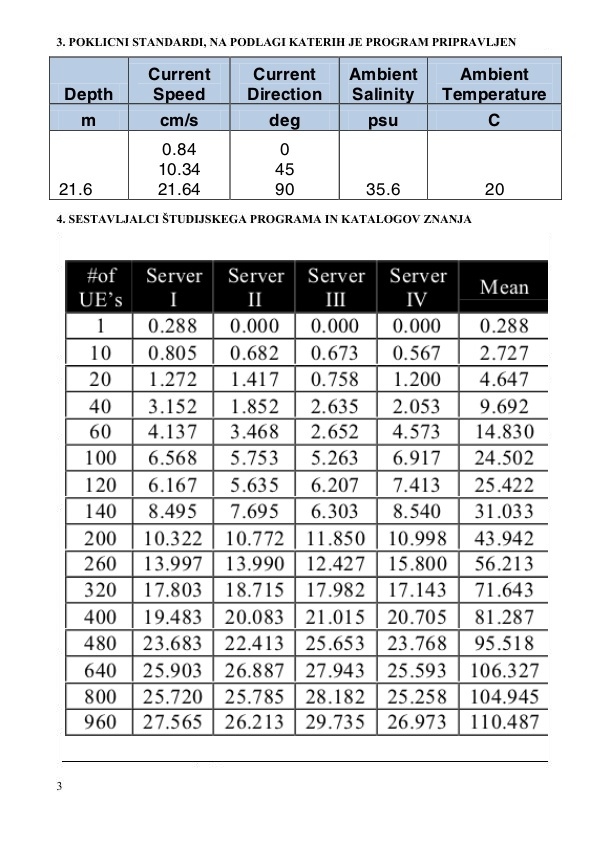 3. POKLICNI STANDARDI, NA PODLAGI KATERIH JE PROGRAM PRIPRAVLJEN
Depth Current Speed Current Direction Ambient Salinity Ambient Temperature
m cm/s deg psu C
0.84 0
10.34 45
21.6 21.64 90 35.6 20
4. SESTAVLJALCI ŠTUDIJSKEGA PROGRAMA IN KATALOGOV ZNANJA
#of UE's Server I Server II Server III Server IV Mean
1 0.288 0.000 0.000 0.000 0.288
10 0.805 0.682 0.673 0.567 2.727
20 1.272 1.417 0.758 1.200 4.647
40 3.152 1.852 2.635 2.053 9.692
60 4.137 3.468 2.652 4.573 14.830
100 6.568 5.753 5.263 6.917 24.502
120 6.167 5.635 6.207 7.413 25.422
140 8.495 7.695 6.303 8.540 31.033
200 10.322 10.772 11.850 10.998 43.942
260 13.997 13.990 12.427 15.800 56.213
320 17.803 18.715 17.982 17.143 71.643
400 19.483 20.083 21.015 20.705 81.287
480 23.683 22.413 25.653 23.768 95.518
640 25.903 26.887 27.943 25.593 106.327
800 25.720 25.785 28.182 25.258 104.945
960 27.565 26.213 29.735 26.973 110.487
3